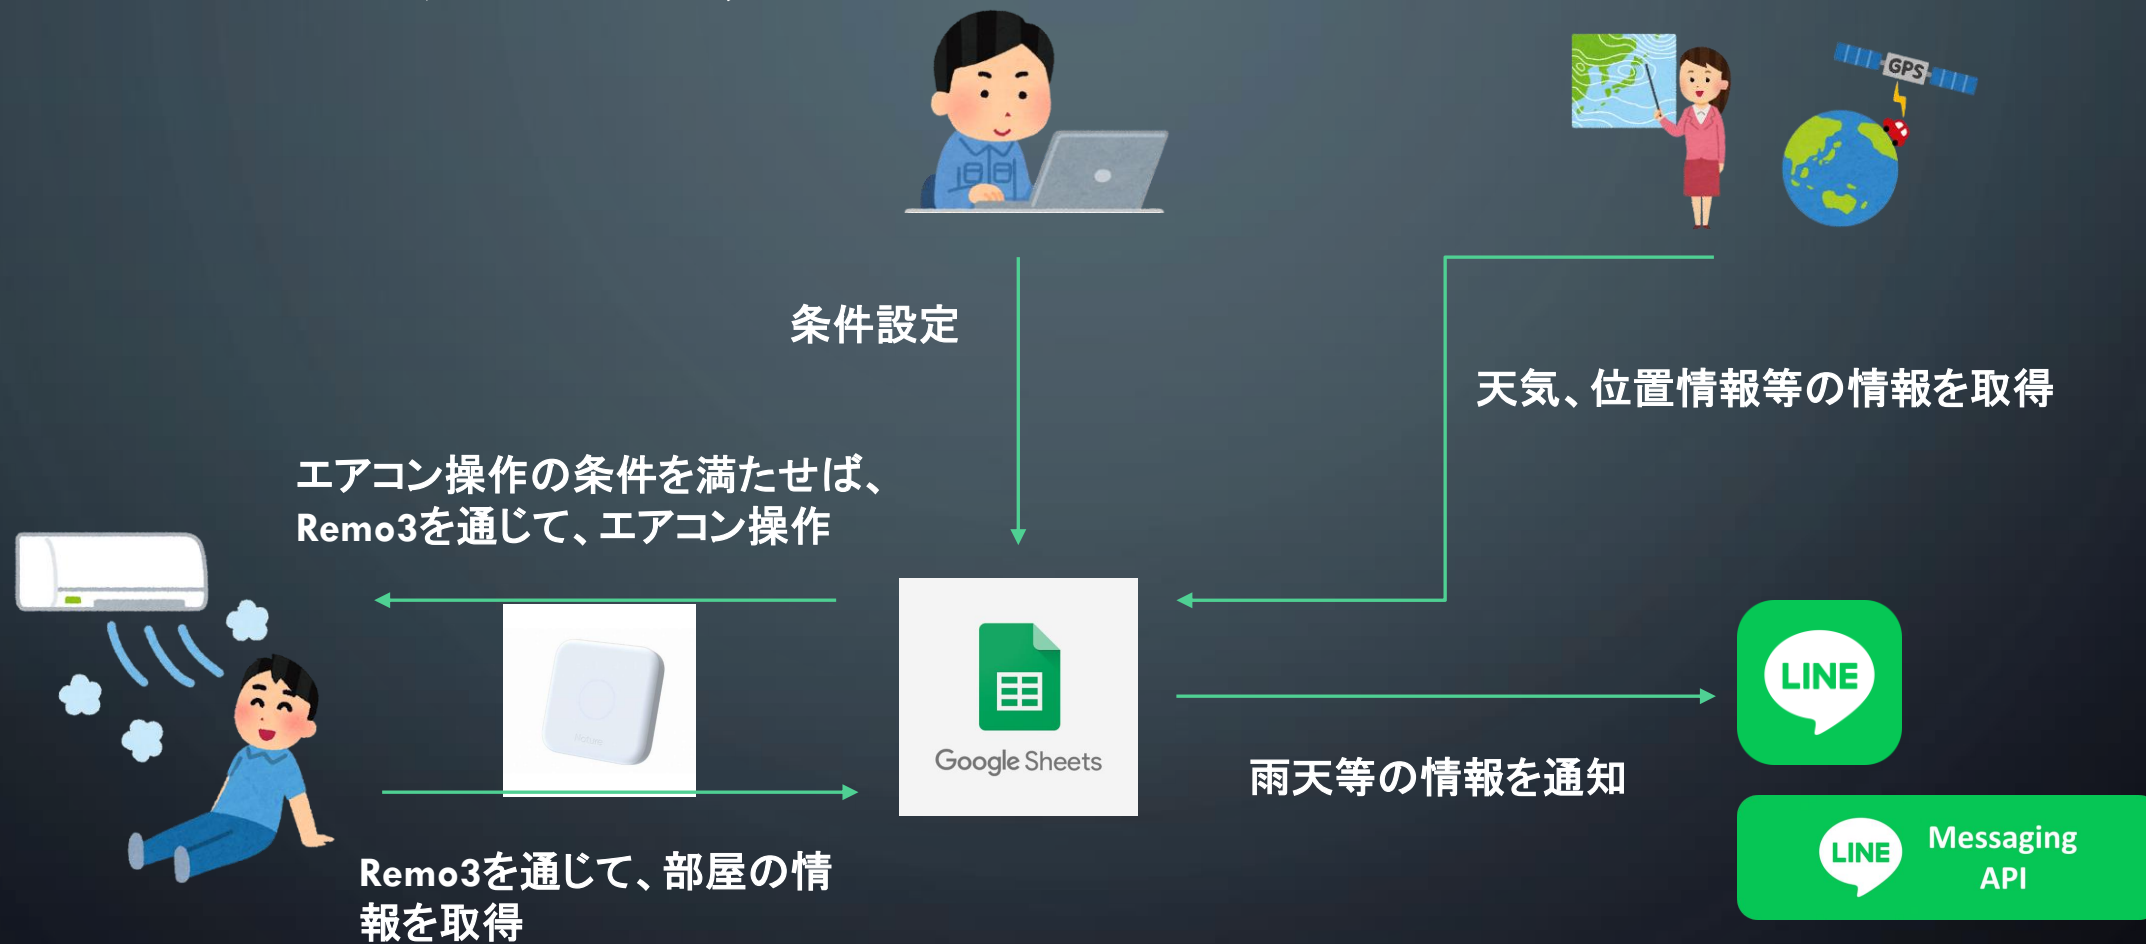 GPS
条件設定
天気、位置情報等の情報を取得
エアコン操作の条件を満たせば、
Remo3を通じて、エアコン操作
Nature
Google Sheets
LINE
雨天等の情報を通知
LINE
Messaging
API
Remo3を通じて、部屋の情
報を取得